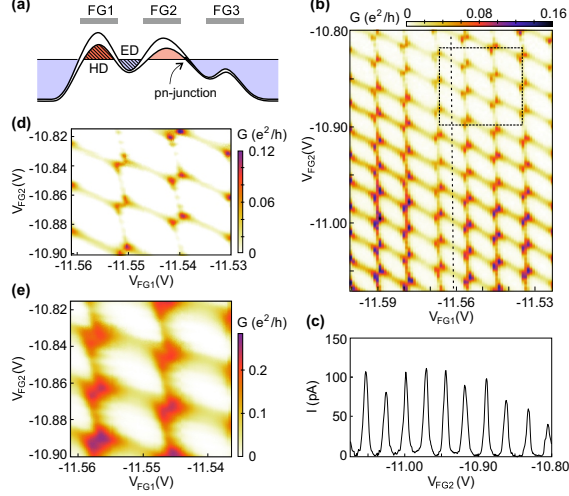 (a)
FG1 FG2 FG3
ED
HD
pn-junction
(b)
G (e²/h)
0 0.08 0.16
-10.80
-10.90
-11.00
V_FG2(V)
-11.59 -11.56 -11.53
V_FG1(V)
(d)
G (e²/h)
0.12
0.06
0
-10.82
-10.84
-10.86
-10.88
-10.90
V_FG2(V)
-11.56 -11.55 -11.54 -11.53
V_FG1(V)
(e)
G (e²/h)
0.2
0.1
0
-10.82
-10.84
-10.86
-10.88
-10.90
V_FG2(V)
-11.56 -11.55 -11.54
V_FG1(V)
(c)
150
100
50
0
I (pA)
-11.00 -10.90 -10.80
V_FG2 (V)